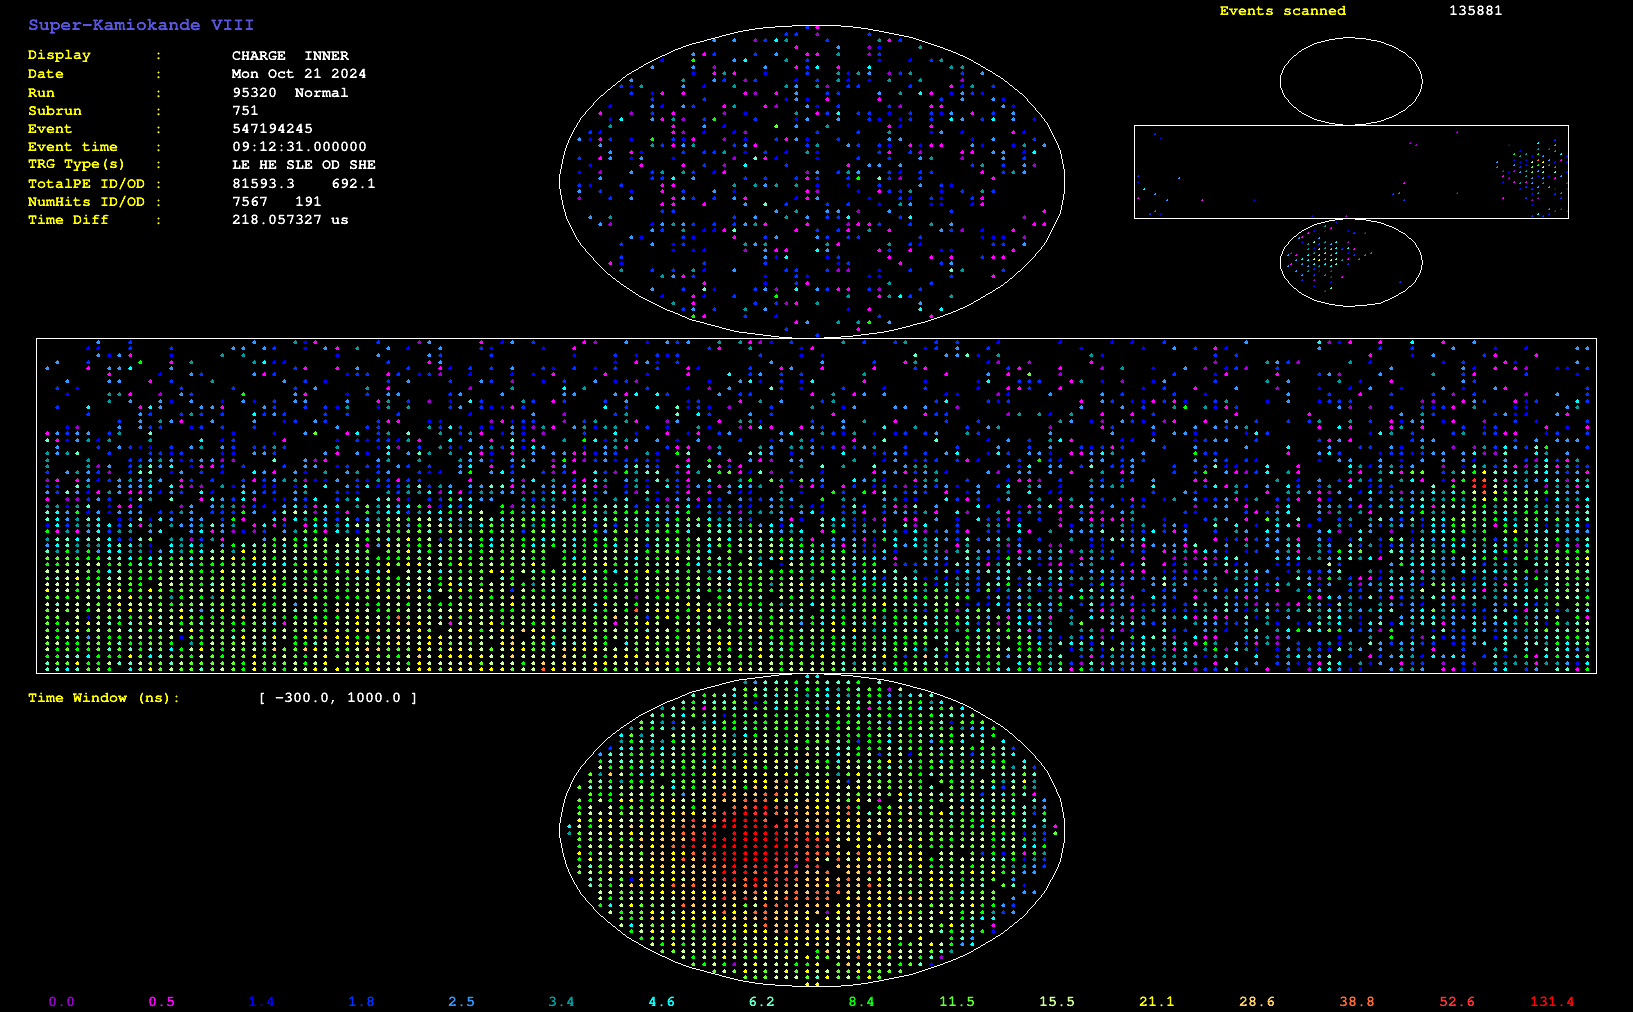 Super-Kamiokande VIII
Display : CHARGE INNER
Date : Mon Oct 21 2024
Run : 95320 Normal
Subrun : 751
Event : 547194245
Event time : 09:12:31.000000
TRG Type(s) : LE HE SLE OD SHE
TotalPE ID/OD : 81593.3 692.1
NumHits ID/OD : 7567 191
Time Diff : 218.057327 us
Events scanned 135881
Time Window (ns): [ −300.0, 1000.0 ]
0.0 0.5 1.4 1.8 2.5 3.4 4.6 6.2 8.4 11.5 15.5 21.1 28.6 38.8 52.6 131.4